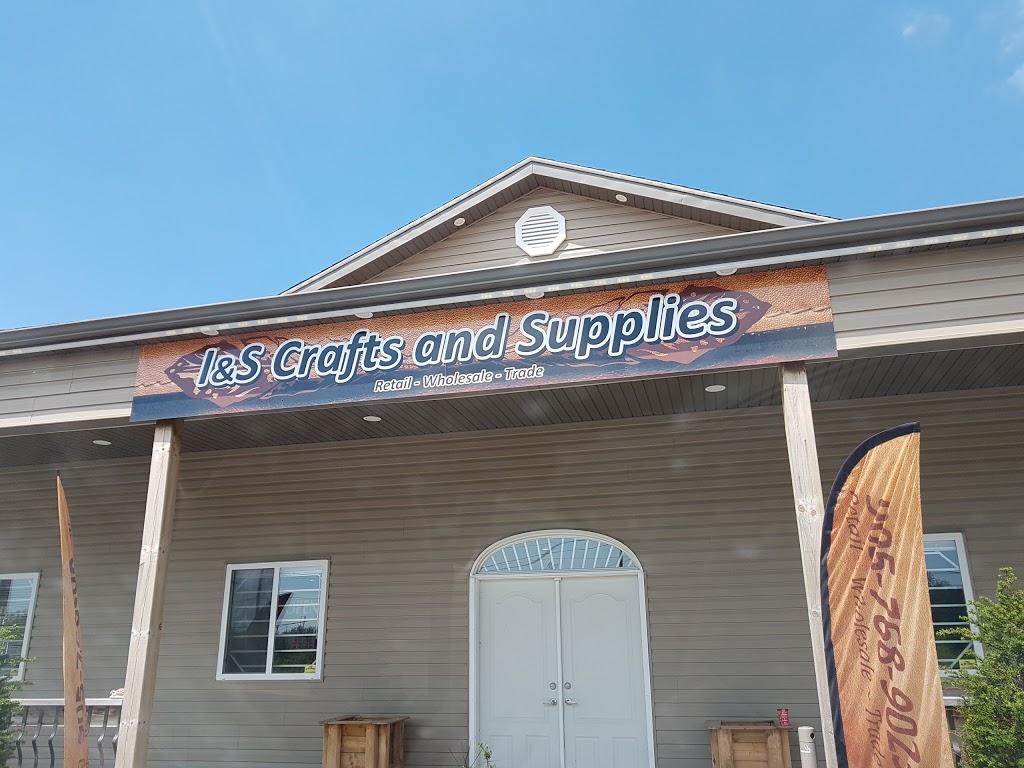 I&S Crafts and Supplies
Retail - Wholesale - Trade
905-768-902
Retail Wholesale Trade